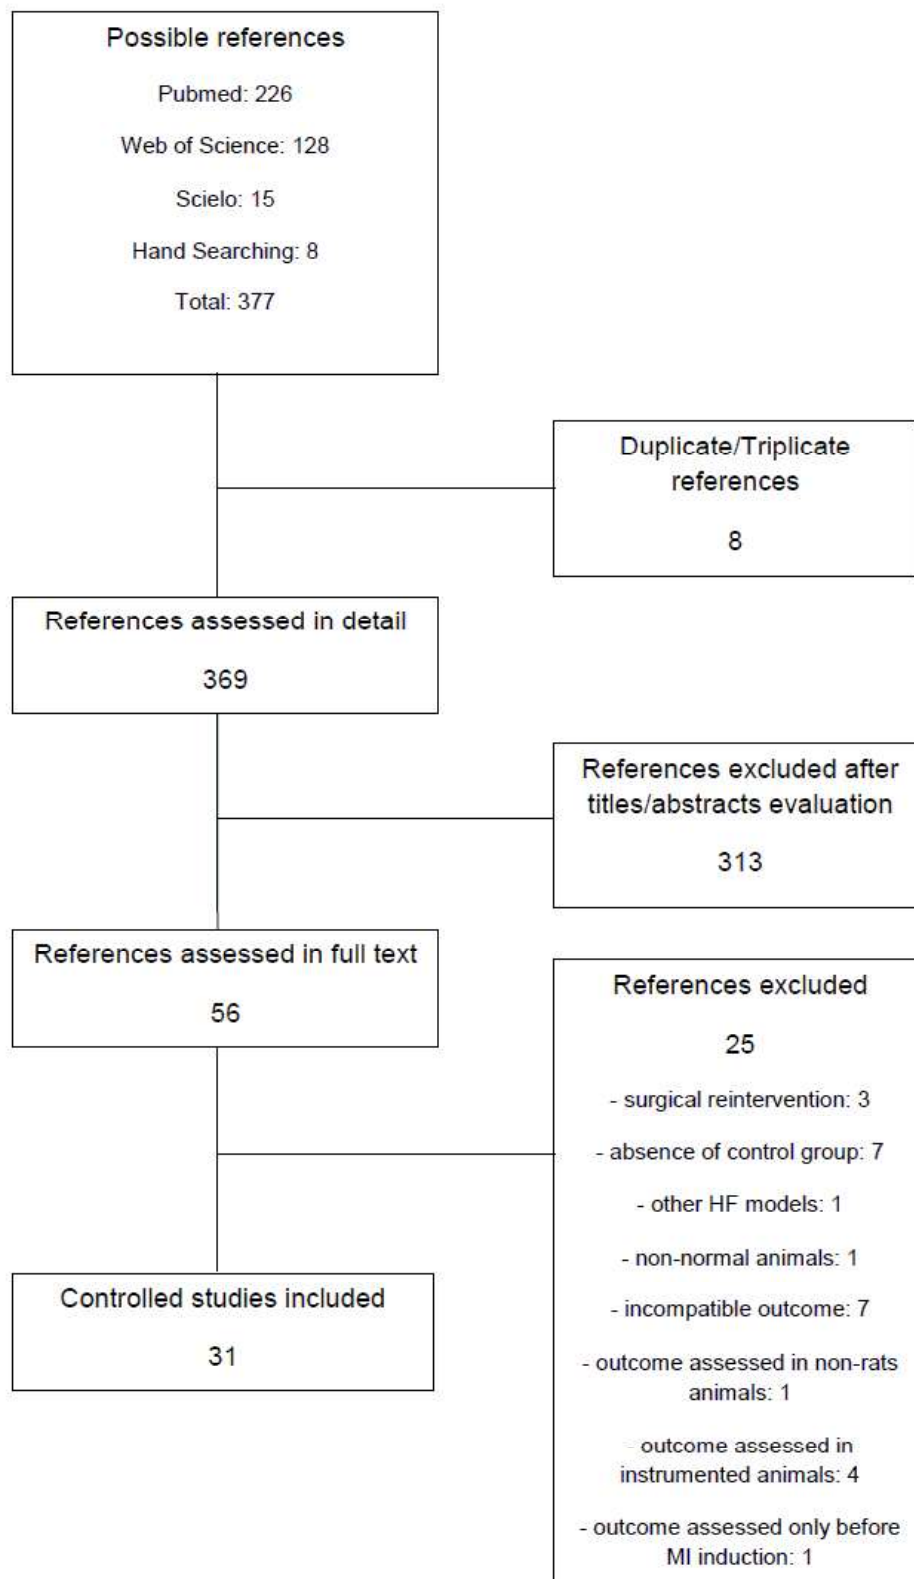 Possible references
Pubmed: 226
Web of Science: 128
Scielo: 15
Hand Searching: 8
Total: 377
Duplicate/Triplicate
references
8
References assessed in detail
369
References excluded after
titles/abstracts evaluation
313
References assessed in full text
56
References excluded
25
- surgical reintervention: 3
- absence of control group: 7
- other HF models: 1
- non-normal animals: 1
- incompatible outcome: 7
- outcome assessed in non-rats
animals: 1
- outcome assessed in
instrumented animals: 4
- outcome assessed only before
MI induction: 1
Controlled studies included
31